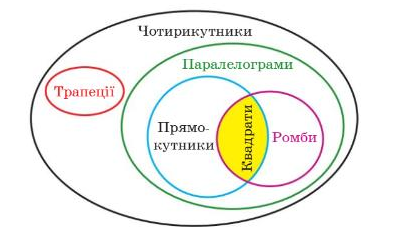 Чотирикутники
Паралелограми
Трапеції
Прямо-
кутники
Квадрати
Ромби